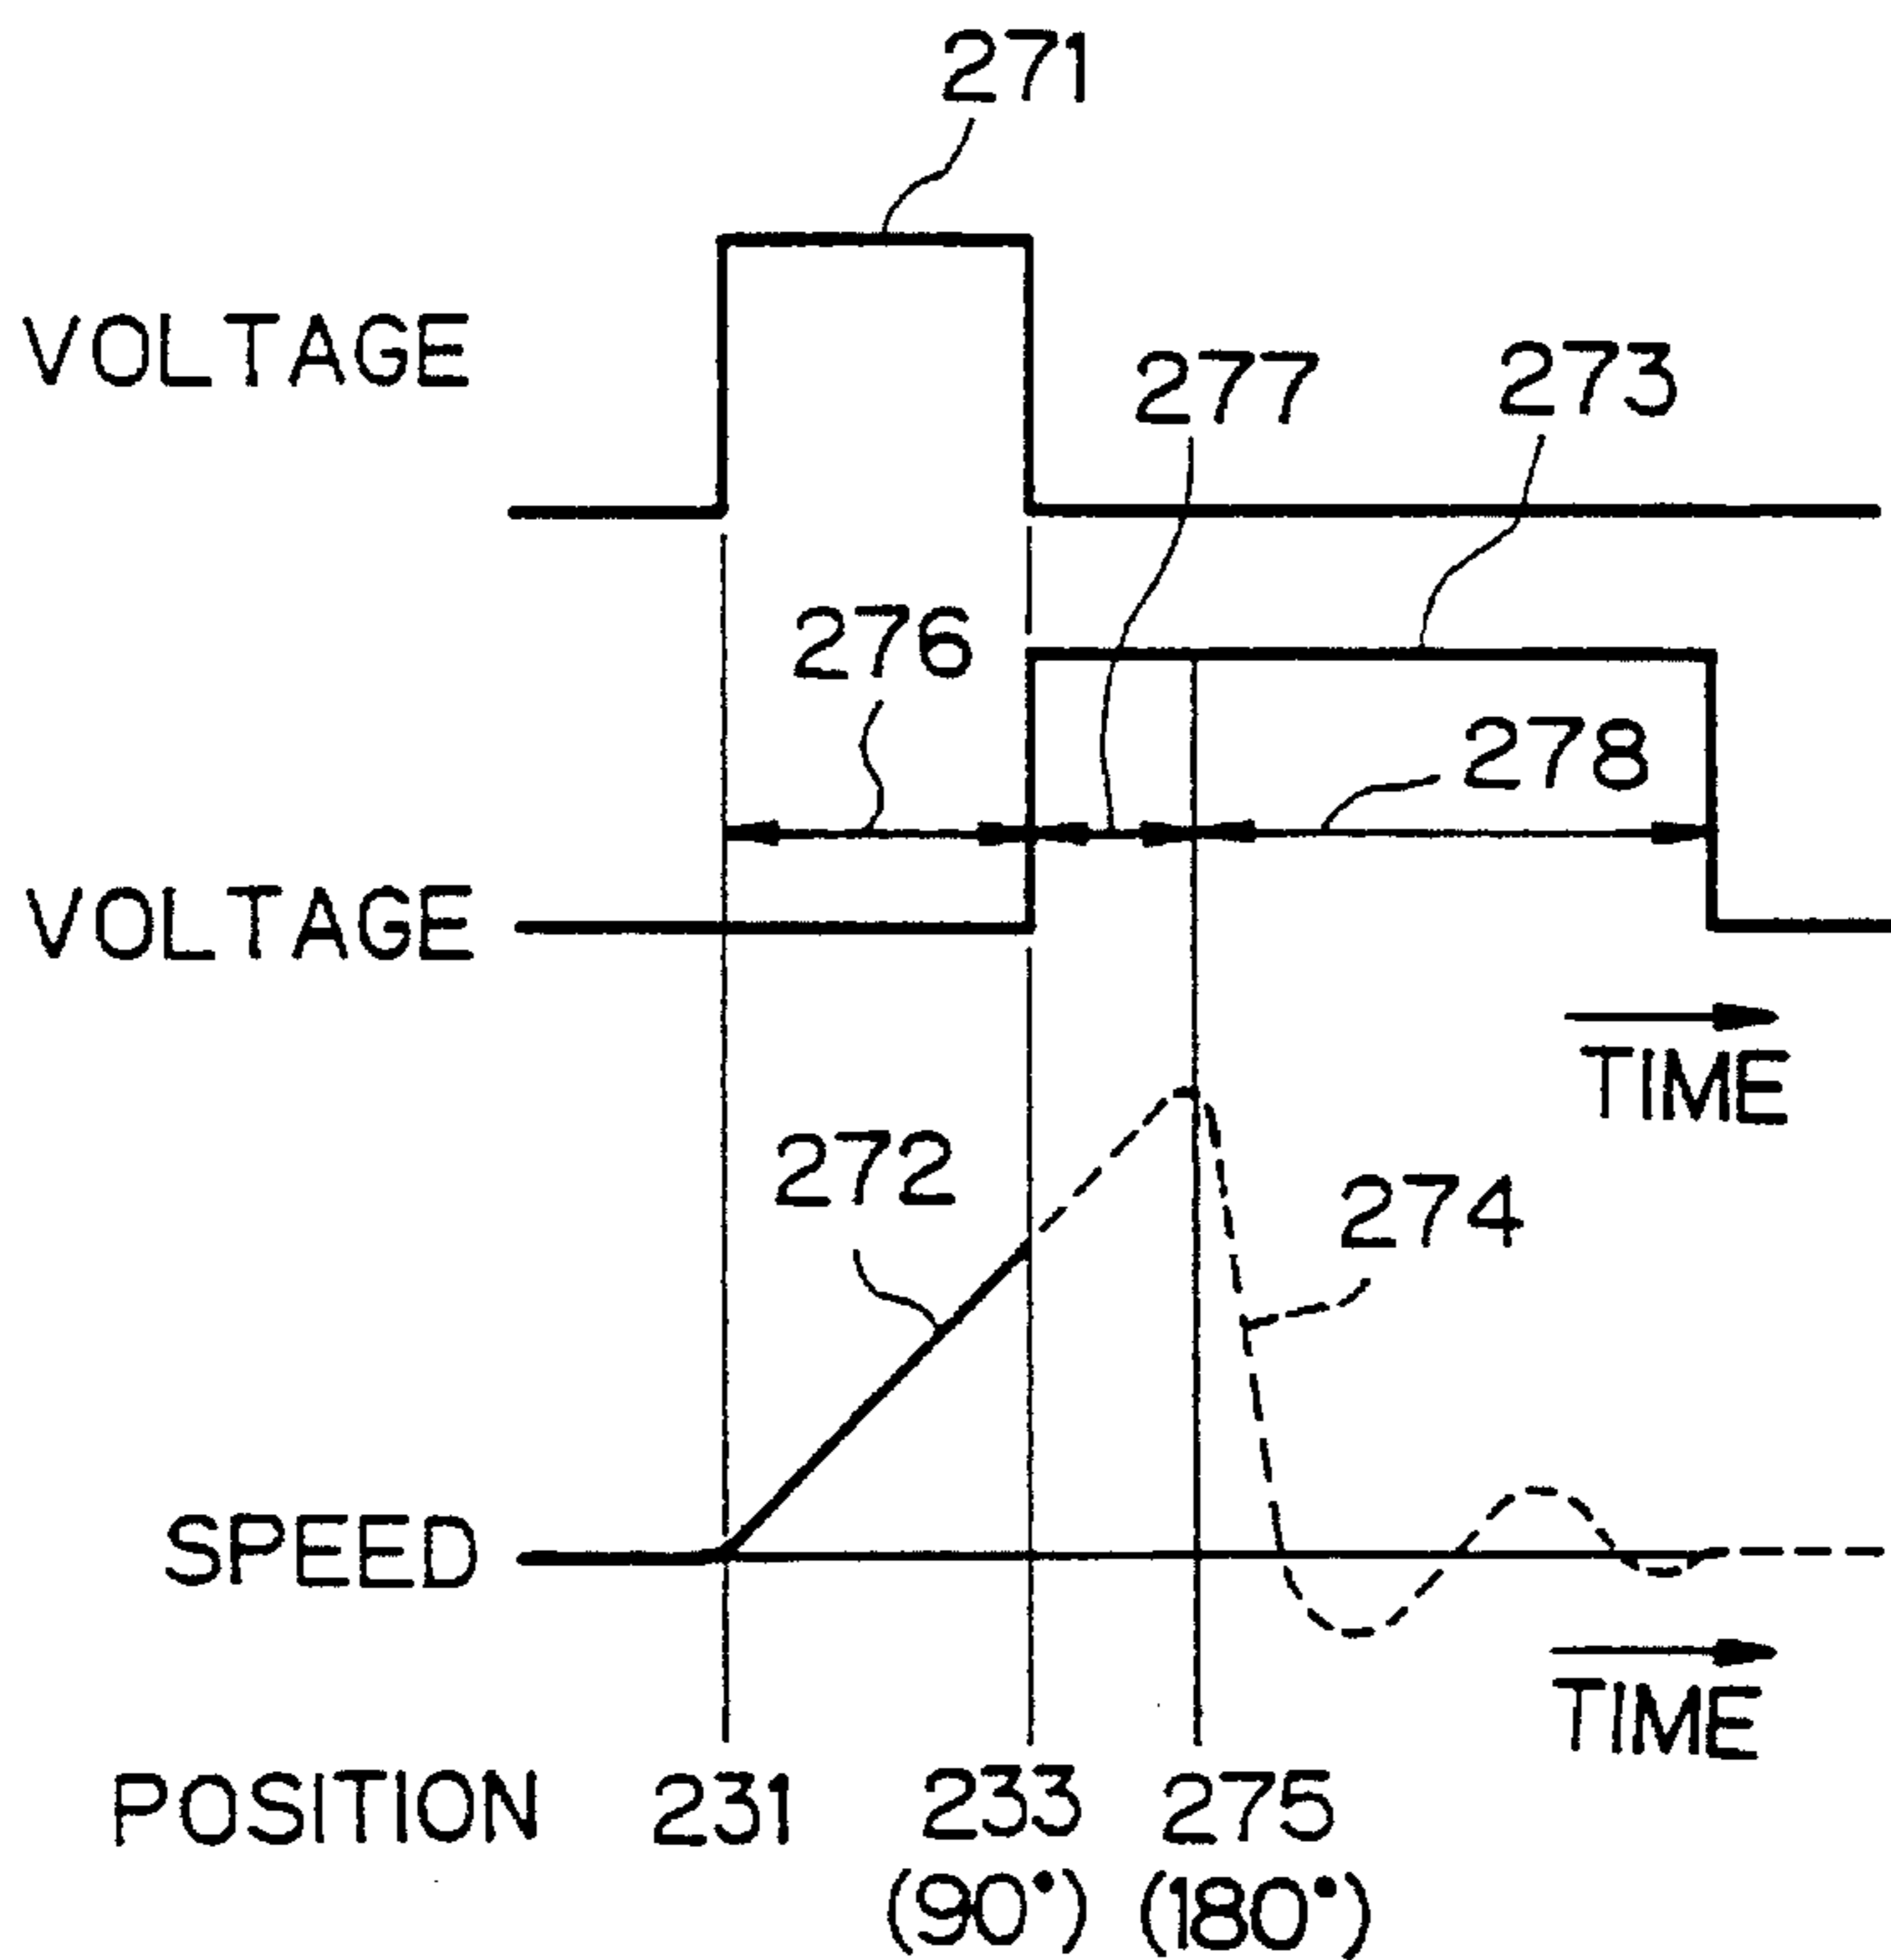 271
VOLTAGE
277
273
276
278
VOLTAGE
TIME
272
274
SPEED
TIME
POSITION 231 233 275
(90°) (180°)